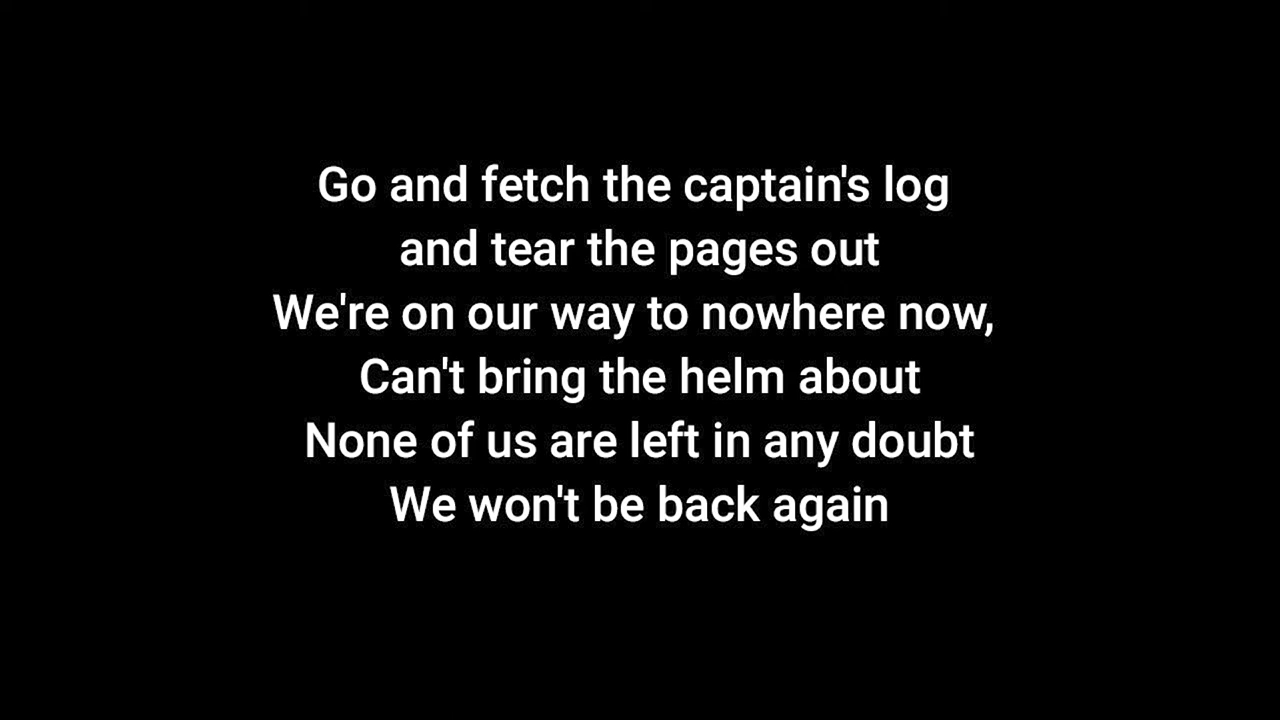 Go and fetch the captain's log
and tear the pages out
We're on our way to nowhere now,
Can't bring the helm about
None of us are left in any doubt
We won't be back again